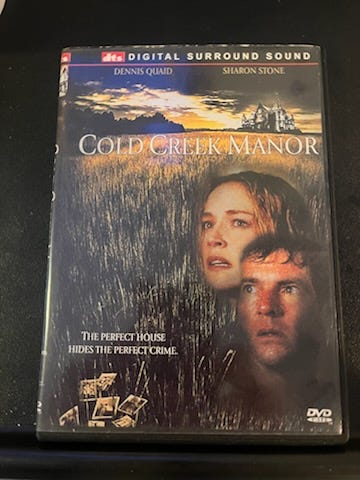 dts DIGITAL SURROUND SOUND
DENNIS QUAID SHARON STONE
COLD CREEK MANOR
THE PERFECT HOUSE
HIDES THE PERFECT CRIME.
DVD
VIDEO